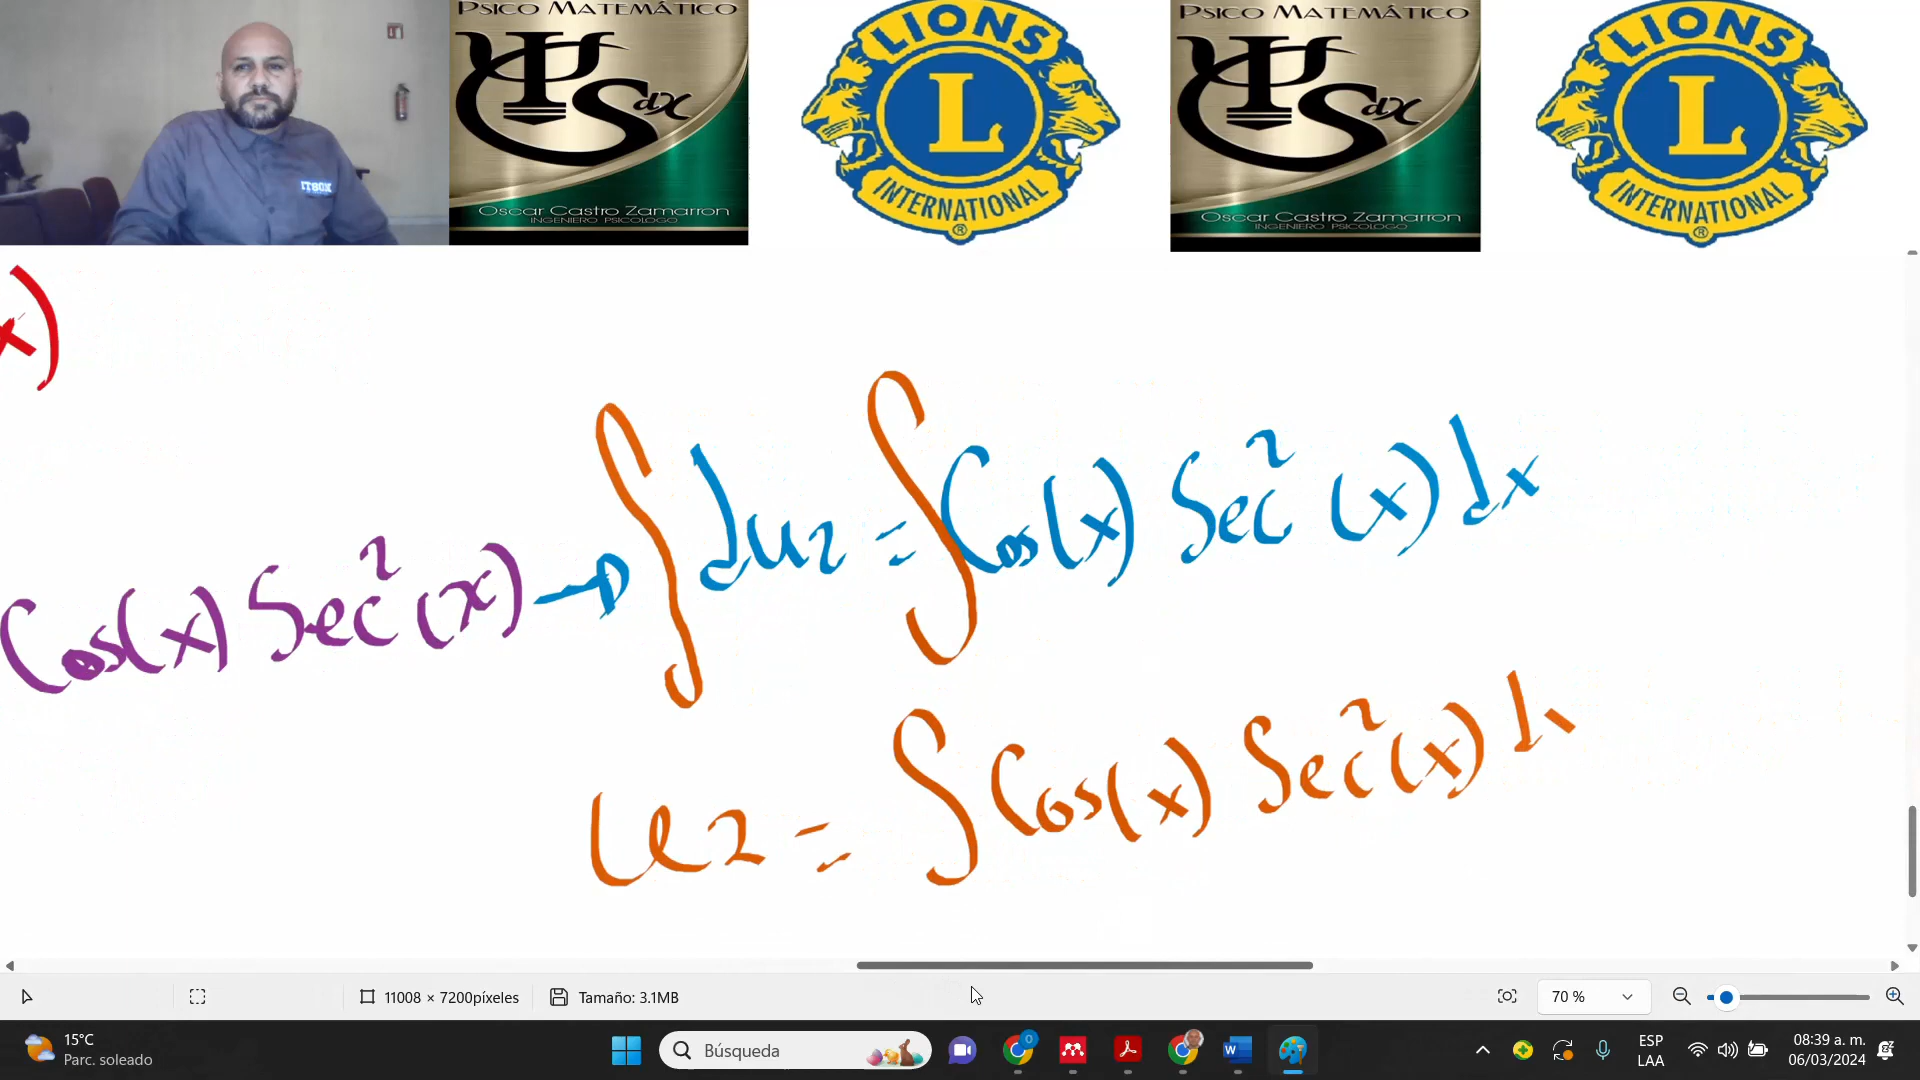 PSICO MATEMÁTICO
dx
Oscar Castro Zamarron
INGENIERO PSICOLOGO
LIONS
L
INTERNATIONAL
®
PSICO MATEMÁTICO
dx
Oscar Castro Zamarron
INGENIERO PSICOLOGO
LIONS
L
INTERNATIONAL
®
ITSOX
x)
Cos(x) Sec²(x) → ∫ du2 = ∫ Cos(x) Sec²(x) dx
u2 = ∫ Cos(x) Sec²(x) dx
11008 × 7200píxeles
Tamaño: 3.1MB
70 %
15°C
Parc. soleado
Búsqueda
ESP
LAA
08:39 a. m.
06/03/2024